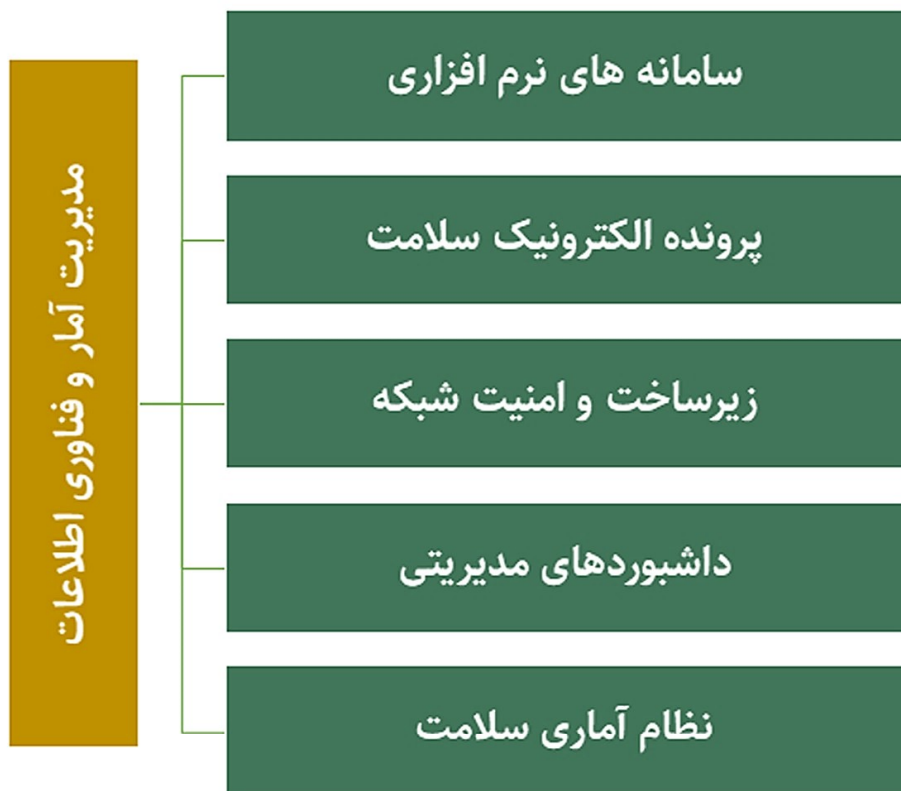 مدیریت آمار و فناوری اطلاعات
سامانه های نرم افزاری
پرونده الکترونیک سلامت
زیرساخت و امنیت شبکه
داشبوردهای مدیریتی
نظام آماری سلامت